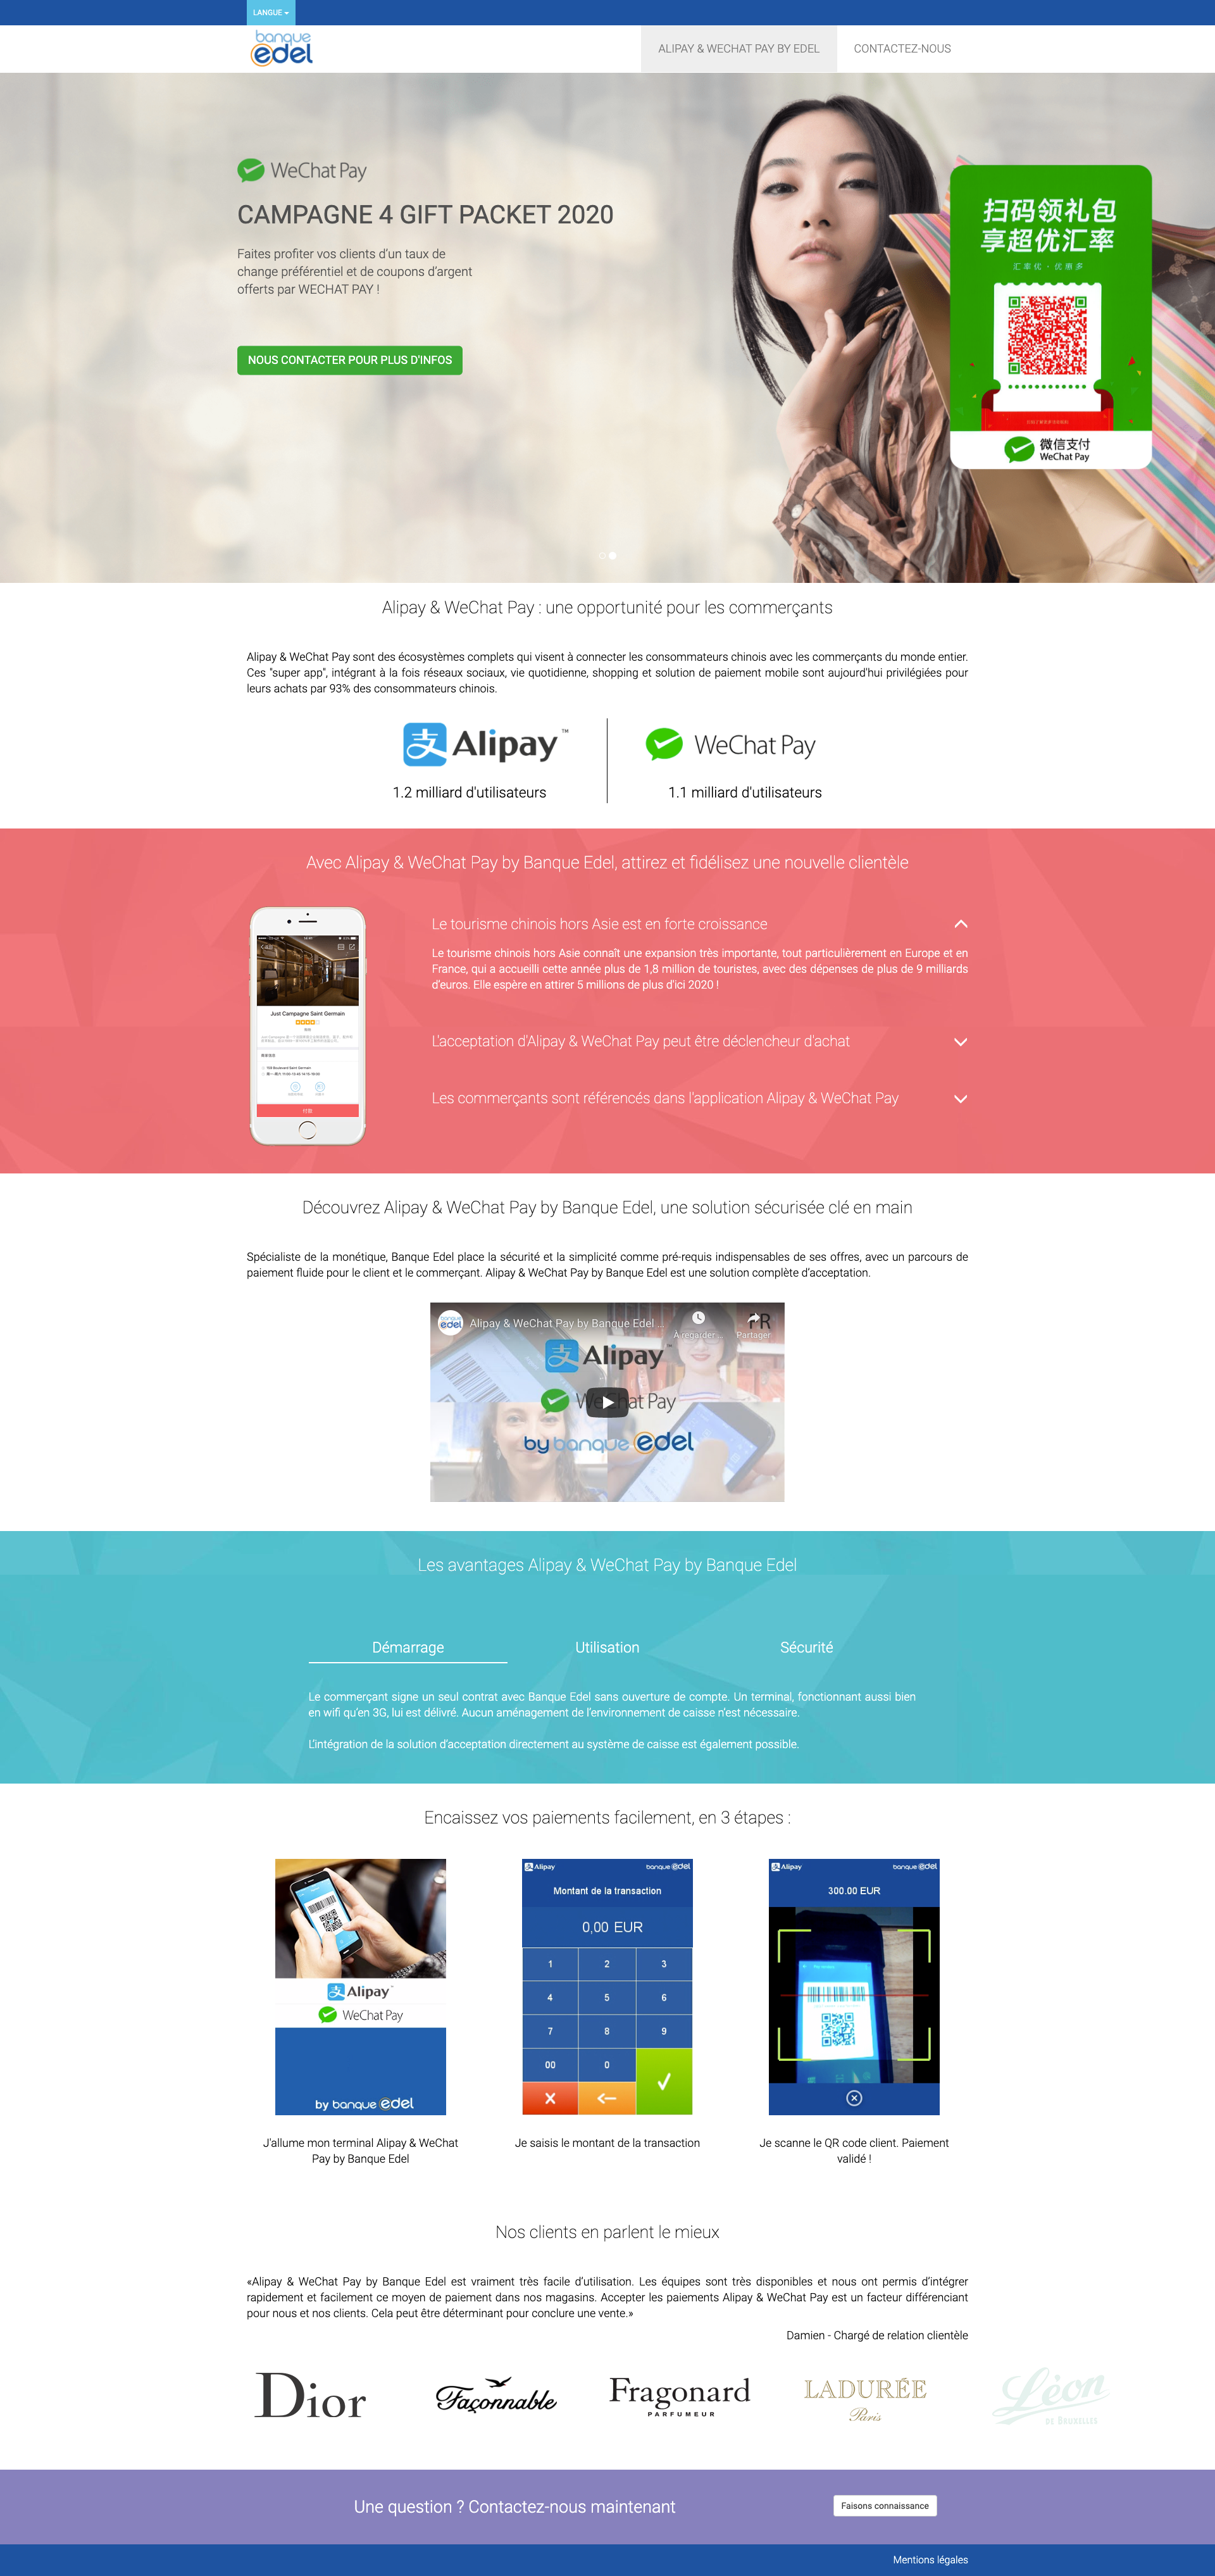 LANGUE
banque
edel
ALIPAY & WECHAT PAY BY EDEL
CONTACTEZ-NOUS
WeChat Pay
CAMPAGNE 4 GIFT PACKET 2020
Faites profiter vos clients d'un taux de
change préférentiel et de coupons d'argent
offerts par WECHAT PAY !
NOUS CONTACTER POUR PLUS D'INFOS
扫码领礼包
享超优汇率
汇率优·优惠多
微信支付
WeChat Pay
Alipay & WeChat Pay : une opportunité pour les commerçants
Alipay & WeChat Pay sont des écosystèmes complets qui visent à connecter les consommateurs chinois avec les commerçants du monde entier.
Ces "super app", intégrant à la fois réseaux sociaux, vie quotidienne, shopping et solution de paiement mobile sont aujourd'hui privilégiées pour
leurs achats par 93% des consommateurs chinois.
支 Alipay ™
WeChat Pay
1.2 milliard d'utilisateurs
1.1 milliard d'utilisateurs
Avec Alipay & WeChat Pay by Banque Edel, attirez et fidélisez une nouvelle clientèle
Just Campagne Saint Germain
付款
Le tourisme chinois hors Asie est en forte croissance
Le tourisme chinois hors Asie connaît une expansion très importante, tout particulièrement en Europe et en
France, qui a accueilli cette année plus de 1,8 million de touristes, avec des dépenses de plus de 9 milliards
d'euros. Elle espère en attirer 5 millions de plus d'ici 2020 !
L'acceptation d'Alipay & WeChat Pay peut être déclencheur d'achat
Les commerçants sont référencés dans l'application Alipay & WeChat Pay
Découvrez Alipay & WeChat Pay by Banque Edel, une solution sécurisée clé en main
Spécialiste de la monétique, Banque Edel place la sécurité et la simplicité comme pré-requis indispensables de ses offres, avec un parcours de
paiement fluide pour le client et le commerçant. Alipay & WeChat Pay by Banque Edel est une solution complète d'acceptation.
banque edel
Alipay & WeChat Pay by Banque Edel ...
À regarder ...
Partager
FR
支 Alipay
WeChat Pay
by banque edel
Les avantages Alipay & WeChat Pay by Banque Edel
Démarrage
Utilisation
Sécurité
Le commerçant signe un seul contrat avec Banque Edel sans ouverture de compte. Un terminal, fonctionnant aussi bien
en wifi qu'en 3G, lui est délivré. Aucun aménagement de l'environnement de caisse n'est nécessaire.
L'intégration de la solution d'acceptation directement au système de caisse est également possible.
Encaissez vos paiements facilement, en 3 étapes :
支 Alipay
WeChat Pay
by banque edel
J'allume mon terminal Alipay & WeChat
Pay by Banque Edel
支 Alipay
banque edel
Montant de la transaction
0,00 EUR
1 2 3
4 5 6
7 8 9
00 0
Je saisis le montant de la transaction
支 Alipay
banque edel
300.00 EUR
Je scanne le QR code client. Paiement
validé !
Nos clients en parlent le mieux
«Alipay & WeChat Pay by Banque Edel est vraiment très facile d'utilisation. Les équipes sont très disponibles et nous ont permis d'intégrer
rapidement et facilement ce moyen de paiement dans nos magasins. Accepter les paiements Alipay & WeChat Pay est un facteur différenciant
pour nous et nos clients. Cela peut être déterminant pour conclure une vente.»
Damien - Chargé de relation clientèle
Dior
Façonnable
Fragonard
PARFUMEUR
LADURÉE
Paris
Léon
DE BRUXELLES
Une question ? Contactez-nous maintenant
Faisons connaissance
Mentions légales